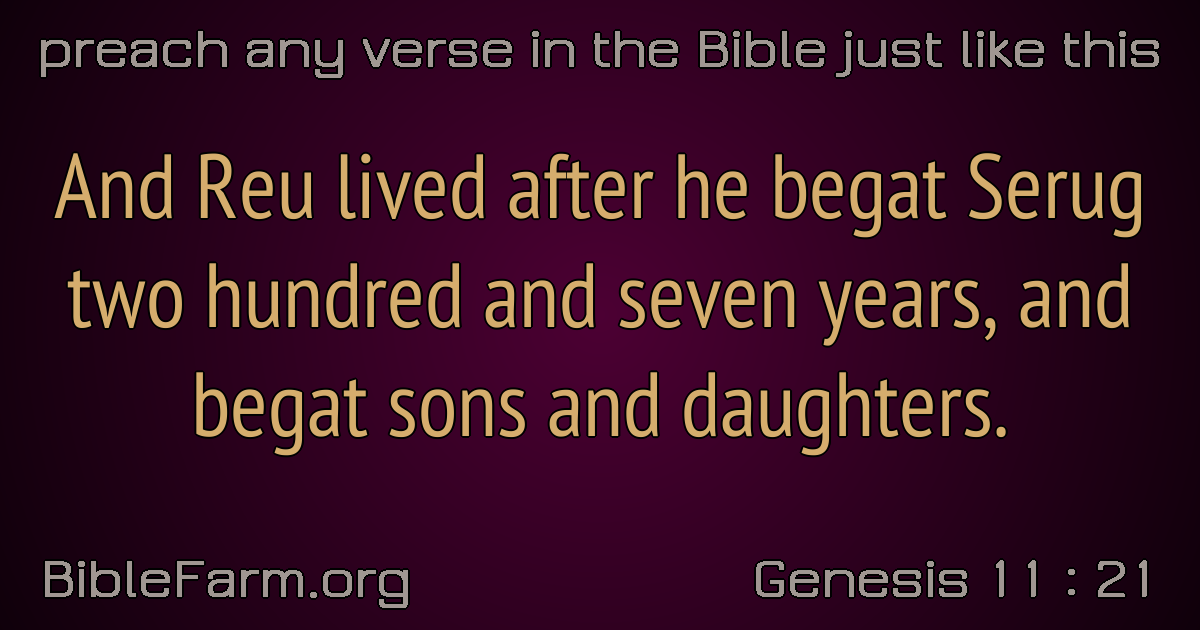 preach any verse in the Bible just like this
And Reu lived after he begat Serug
two hundred and seven years, and
begat sons and daughters.
BibleFarm.org
Genesis 11 : 21